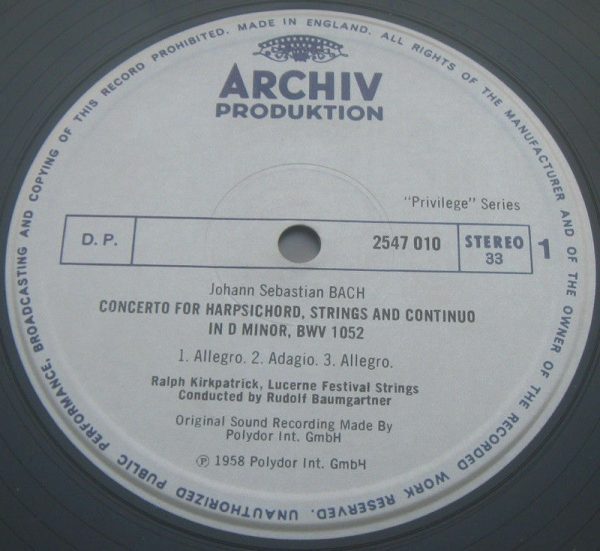 MADE IN ENGLAND. ALL RIGHTS OF THE MANUFACTURER AND OF THE OWNER OF THE RECORDED WORK RESERVED. UNAUTHORIZED PUBLIC PERFORMANCE, BROADCASTING AND COPYING OF THIS RECORD PROHIBITED.
ARCHIV
PRODUKTION
"Privilege" Series
D. P. 2547 010 STEREO 33 1
Johann Sebastian BACH
CONCERTO FOR HARPSICHORD, STRINGS AND CONTINUO
IN D MINOR, BWV 1052
1. Allegro. 2. Adagio. 3. Allegro.
Ralph Kirkpatrick, Lucerne Festival Strings
Conducted by Rudolf Baumgartner
Original Sound Recording Made By
Polydor Int. GmbH
℗ 1958 Polydor Int. GmbH